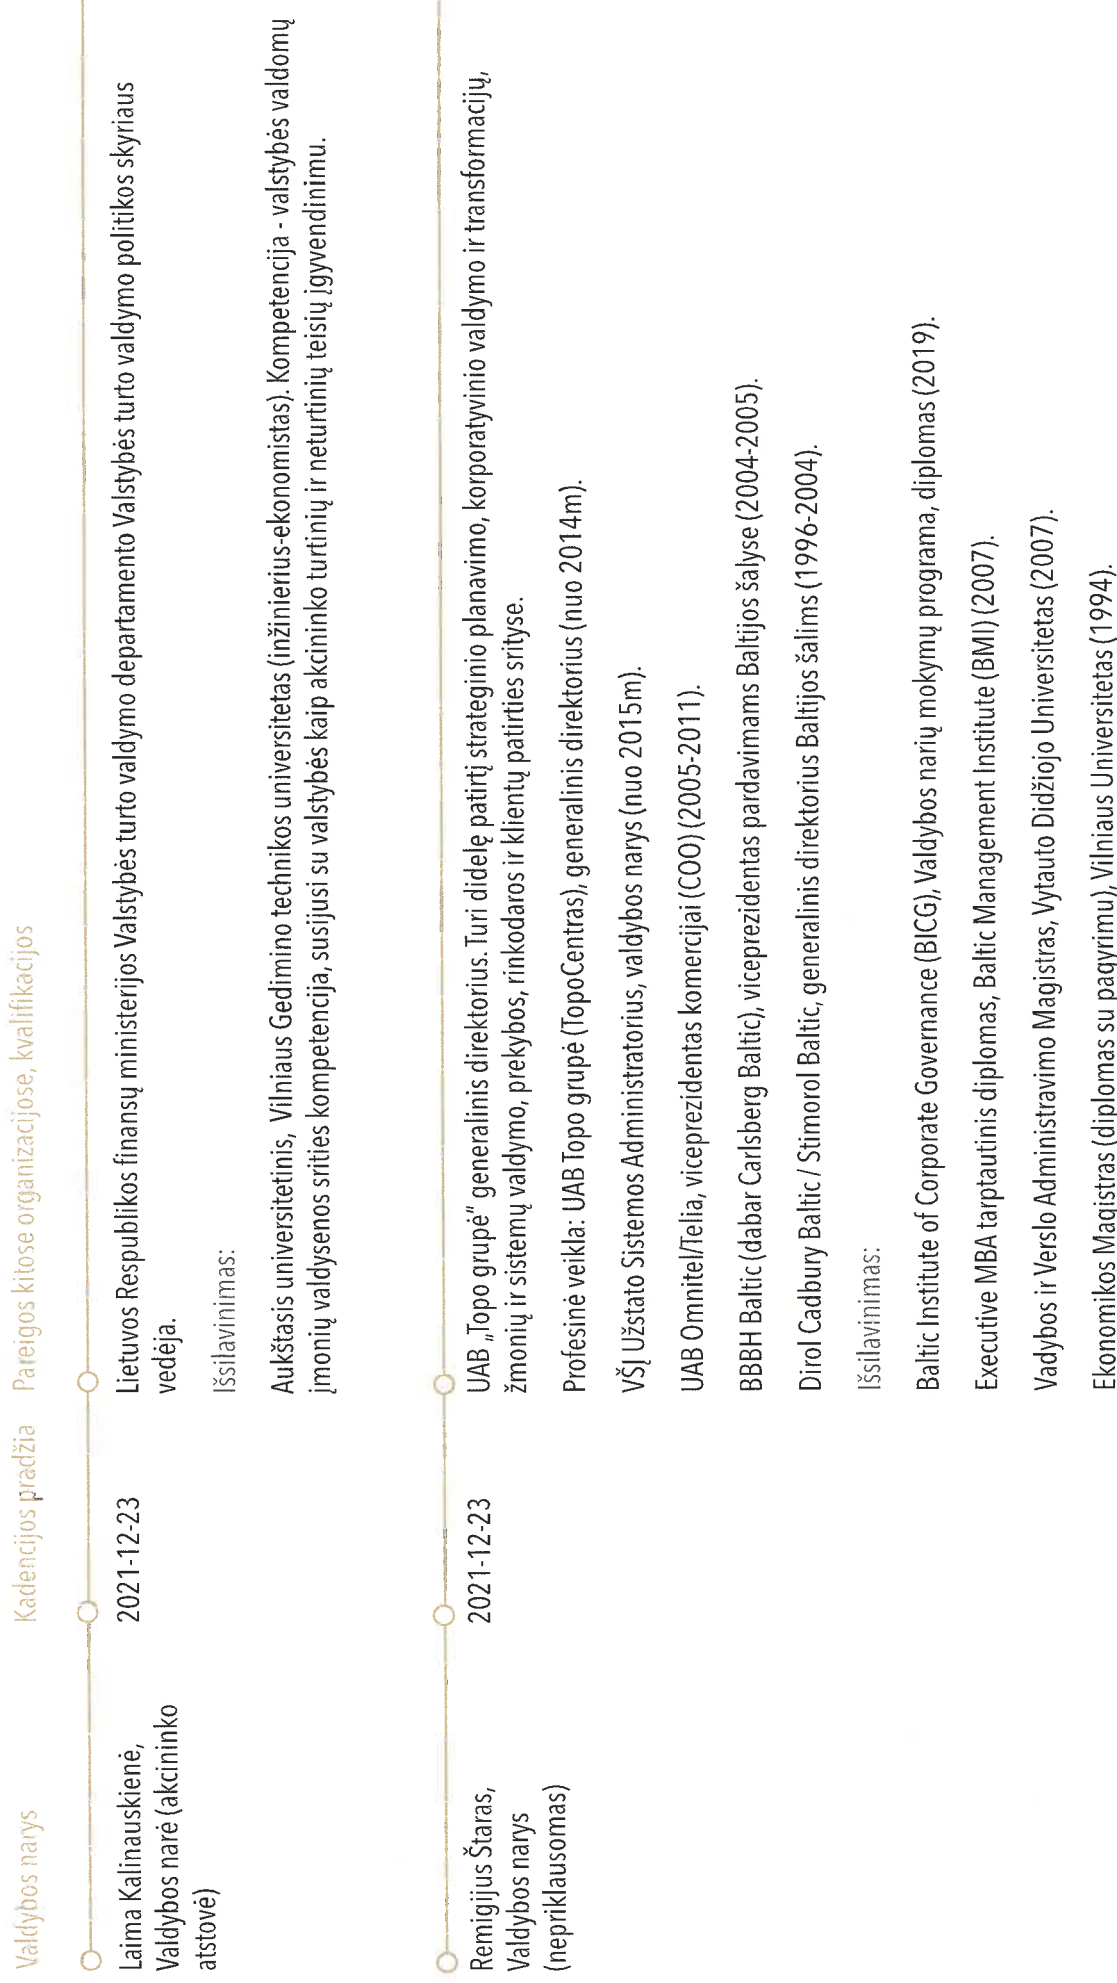 Valdybos narys Kadencijos pradžia Pareigos kitose organizacijose, kvalifikacijos
Laima Kalinauskienė,
Valdybos narė (akcininko
atstovė)
2021-12-23
Lietuvos Respublikos finansų ministerijos Valstybės turto valdymo departamento Valstybės turto valdymo politikos skyriaus
vedėja.
Išsilavinimas:
Aukštasis universitetinis, Vilniaus Gedimino technikos universitetas (inžinierius-ekonomistas). Kompetencija - valstybės valdomų
įmonių valdysenos srities kompetencija, susijusi su valstybės kaip akcininko turtinių ir neturtinių teisių įgyvendinimu.
Remigijus Štaras,
Valdybos narys
(nepriklausomas)
2021-12-23
UAB „Topo grupė" generalinis direktorius. Turi didelę patirtį strateginio planavimo, korporatyvinio valdymo ir transformacijų,
žmonių ir sistemų valdymo, prekybos, rinkodaros ir klientų patirties srityse.
Profesinė veikla: UAB Topo grupė (TopoCentras), generalinis direktorius (nuo 2014m).
VŠĮ Užstato Sistemos Administratorius, valdybos narys (nuo 2015m).
UAB Omnitel/Telia, viceprezidentas komercijai (COO) (2005-2011).
BBBH Baltic (dabar Carlsberg Baltic), viceprezidentas pardavimams Baltijos šalyse (2004-2005).
Dirol Cadbury Baltic / Stimorol Baltic, generalinis direktorius Baltijos šalims (1996-2004).
Išsilavinimas:
Baltic Institute of Corporate Governance (BICG), Valdybos narių mokymų programa, diplomas (2019).
Executive MBA tarptautinis diplomas, Baltic Management Institute (BMI) (2007).
Vadybos ir Verslo Administravimo Magistras, Vytauto Didžiojo Universitetas (2007).
Ekonomikos Magistras (diplomas su pagyrimu), Vilniaus Universitetas (1994).